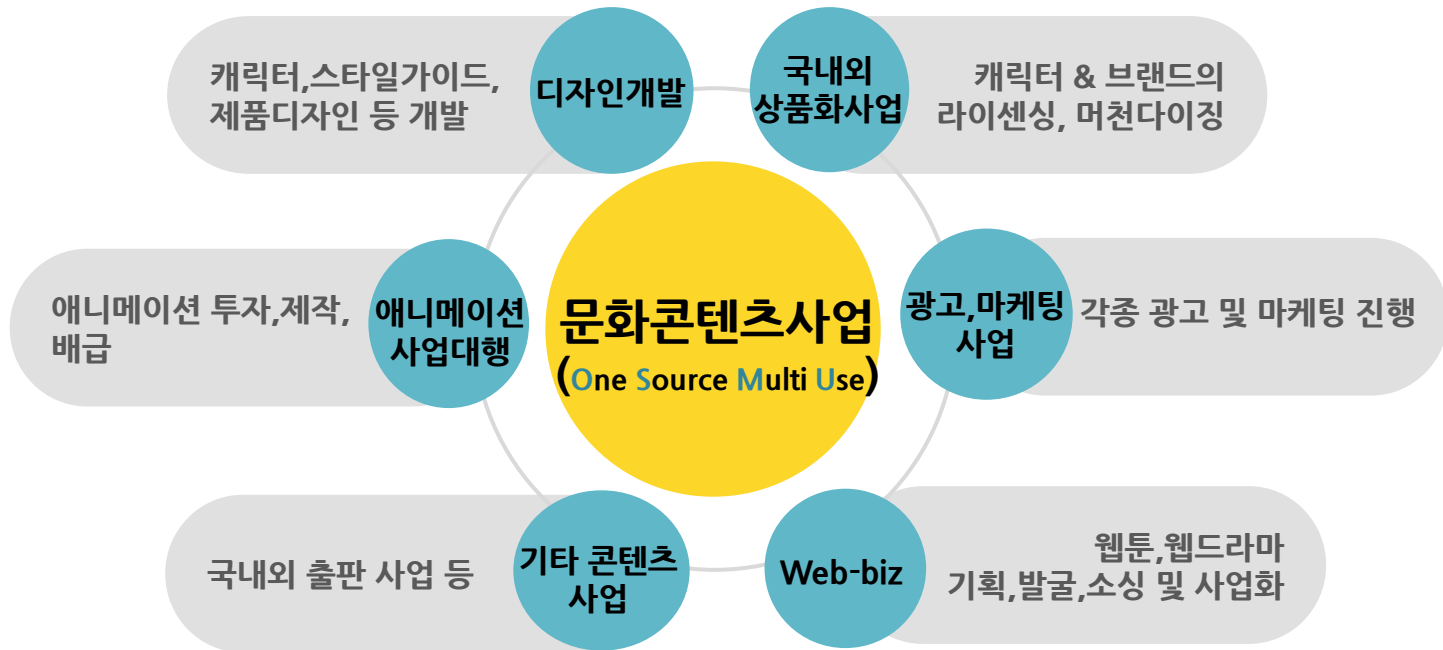 캐릭터,스타일가이드,
제품디자인 등 개발
디자인개발
국내외
상품화사업
캐릭터 & 브랜드의
라이센싱, 머천다이징
애니메이션 투자,제작,
배급
애니메이션
사업대행
문화콘텐츠사업
(One Source Multi Use)
광고,마케팅
사업
각종 광고 및 마케팅 진행
국내외 출판 사업 등
기타 콘텐츠
사업
Web-biz
웹툰,웹드라마
기획,발굴,소싱 및 사업화